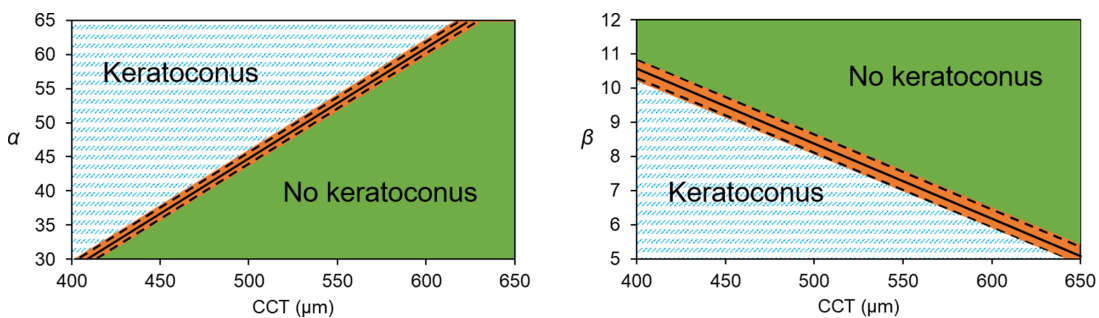 65
60
55
50
45
40
35
30
α
Keratoconus
No keratoconus
400 450 500 550 600 650
CCT (µm)
12
11
10
9
8
7
6
5
β
No keratoconus
Keratoconus
400 450 500 550 600 650
CCT (µm)